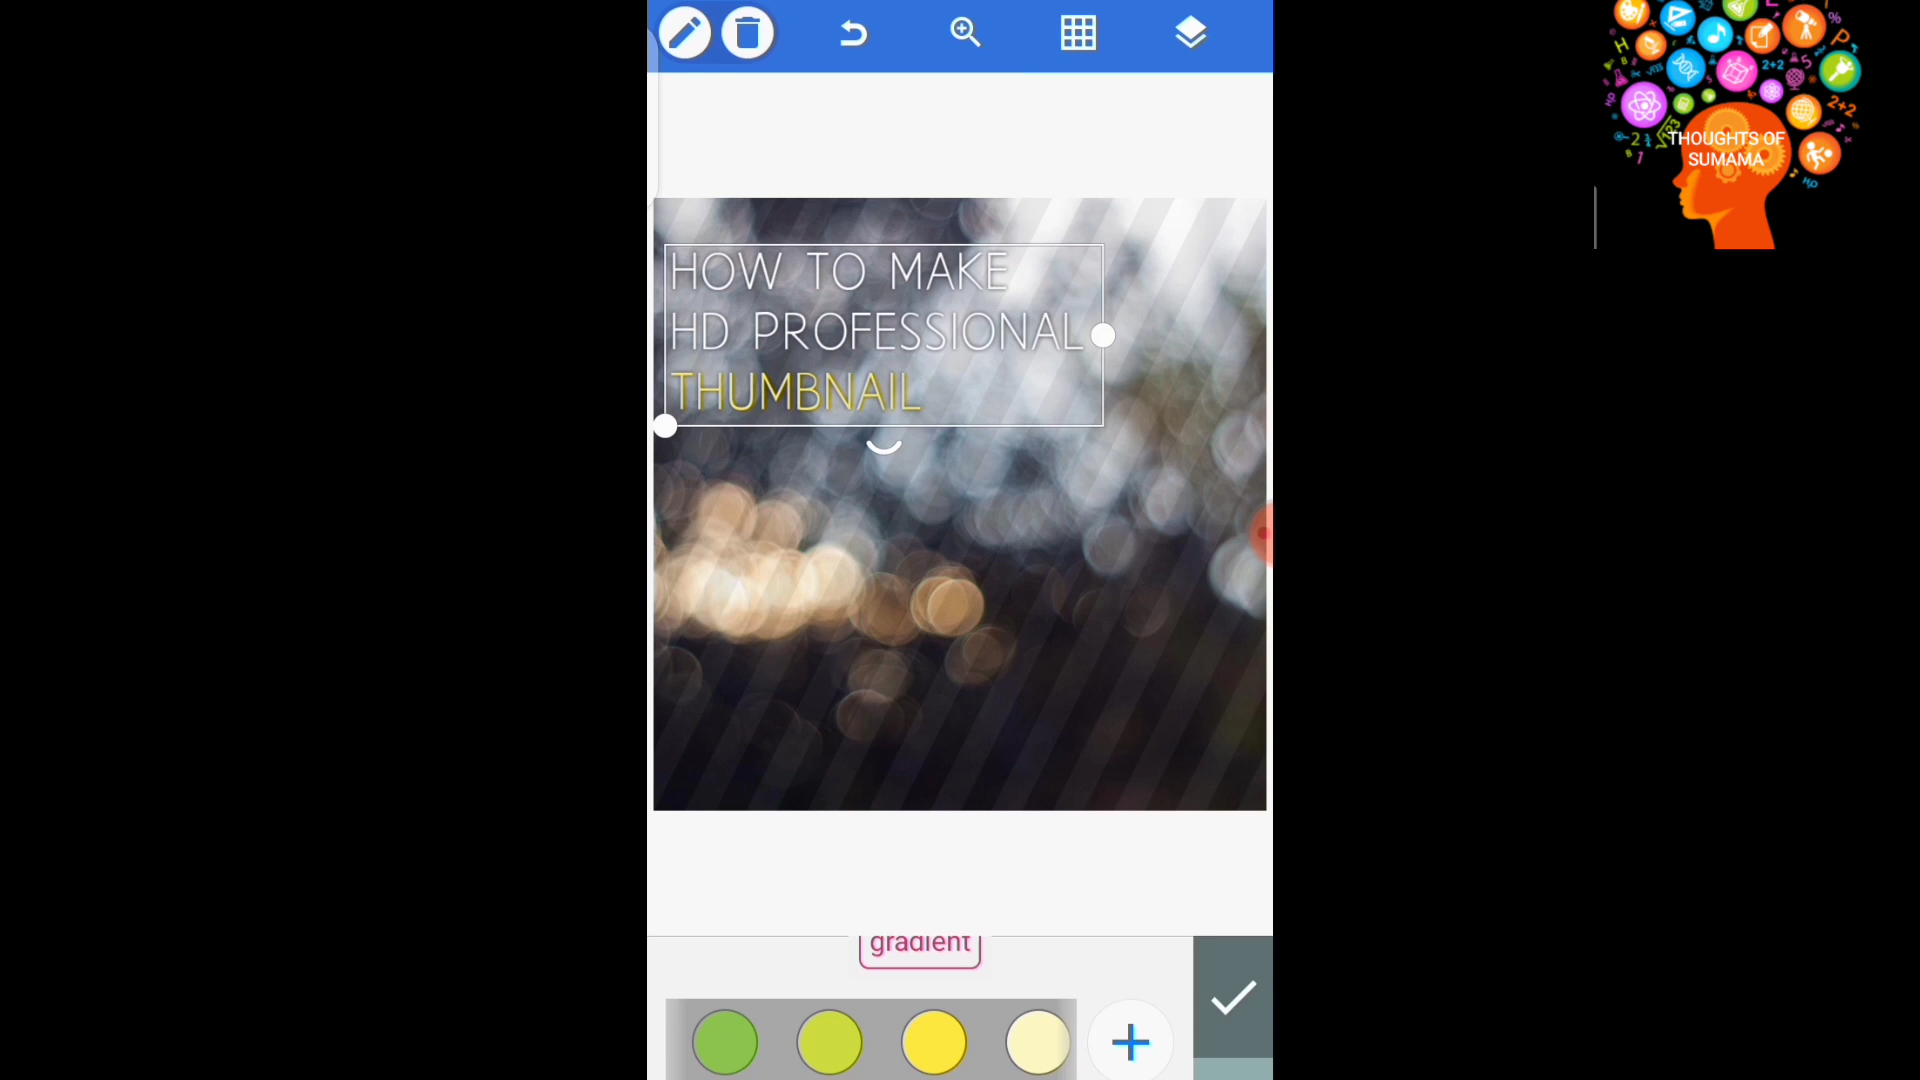 THOUGHTS OF
SUMAMA
HOW TO MAKE
HD PROFESSIONAL
THUMBNAIL
gradient